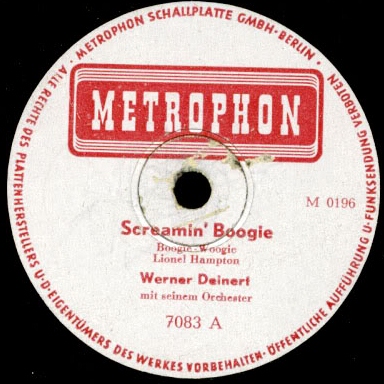 · METROPHON SCHALLPLATTE GMBH-BERLIN ·
ALLE RECHTE DES PLATTENHERSTELLERS U·D·EIGENTÜMERS DES WERKES VORBEHALTEN·ÖFFENTLICHE AUFFÜHRUNG U·FUNKSENDUNG VERBOTEN
METROPHON
M 0196
Screamin' Boogie
Boogie-Woogie
Lionel Hampton
Werner Deinert
mit seinem Orchester
7083 A